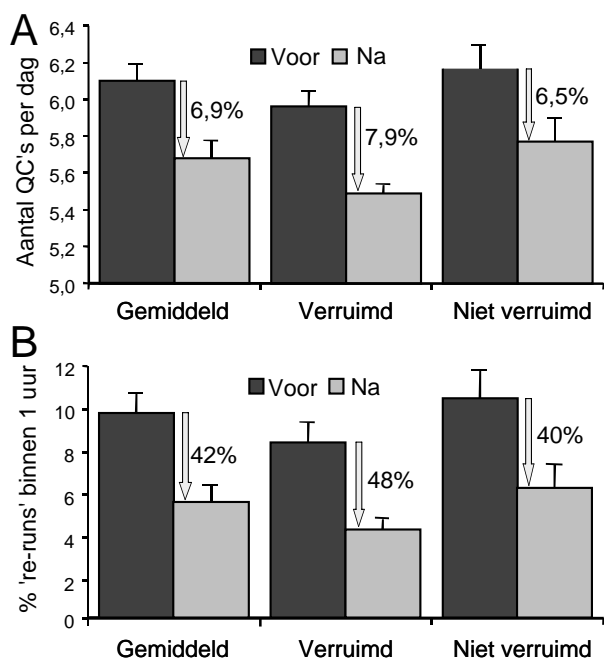 A
Aantal QC's per dag
6,4
6,2
6,0
5,8
5,6
5,4
5,2
5,0
Voor
Na
6,9%
7,9%
6,5%
Gemiddeld
Verruimd
Niet verruimd
B
% 're-runs' binnen 1 uur
12
10
8
6
4
2
0
Voor
Na
42%
48%
40%
Gemiddeld
Verruimd
Niet verruimd